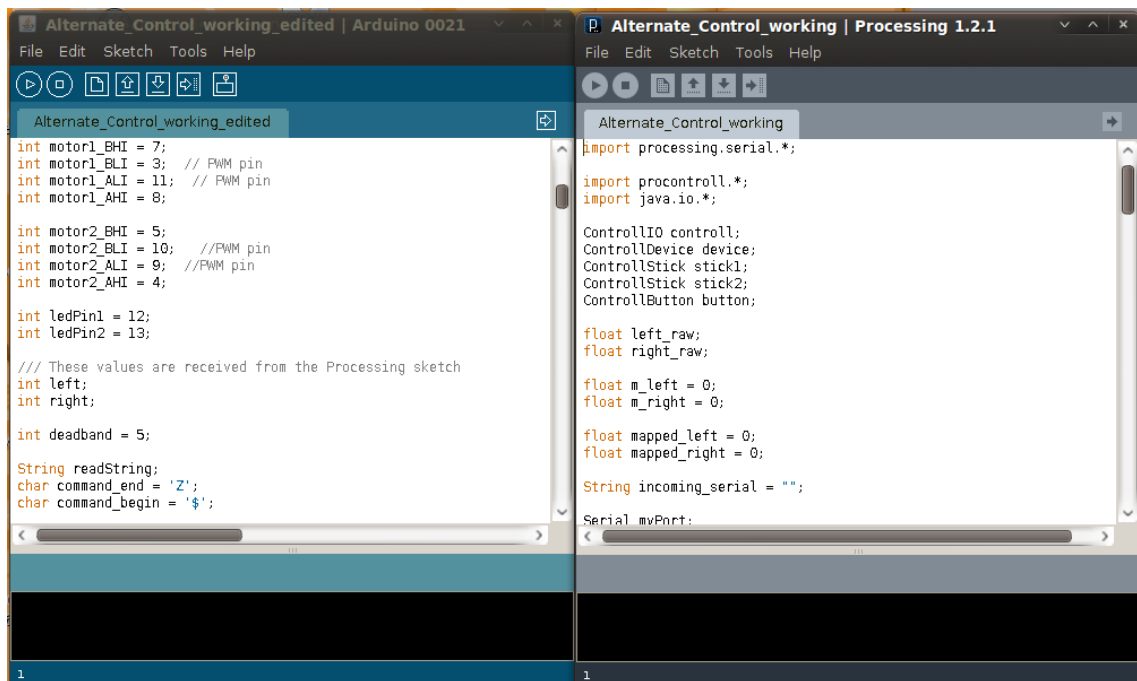 Alternate_Control_working_edited | Arduino 0021
File Edit Sketch Tools Help
Alternate_Control_working_edited
int motor1_BHI = 7;
int motor1_BLI = 3;  // PWM pin
int motor1_ALI = 11;  // PWM pin
int motor1_AHI = 8;
int motor2_BHI = 5;
int motor2_BLI = 10;   //PWM pin
int motor2_ALI = 9;  //PWM pin
int motor2_AHI = 4;
int ledPin1 = 12;
int ledPin2 = 13;
/// These values are received from the Processing sketch
int left;
int right;
int deadband = 5;
String readString;
char command_end = 'Z';
char command_begin = '$';
1
Alternate_Control_working | Processing 1.2.1
File Edit Sketch Tools Help
Alternate_Control_working
import processing.serial.*;
import procontroll.*;
import java.io.*;
ControllIO controll;
ControllDevice device;
ControllStick stick1;
ControllStick stick2;
ControllButton button;
float left_raw;
float right_raw;
float m_left = 0;
float m_right = 0;
float mapped_left = 0;
float mapped_right = 0;
String incoming_serial = "";
Serial myPort;
1